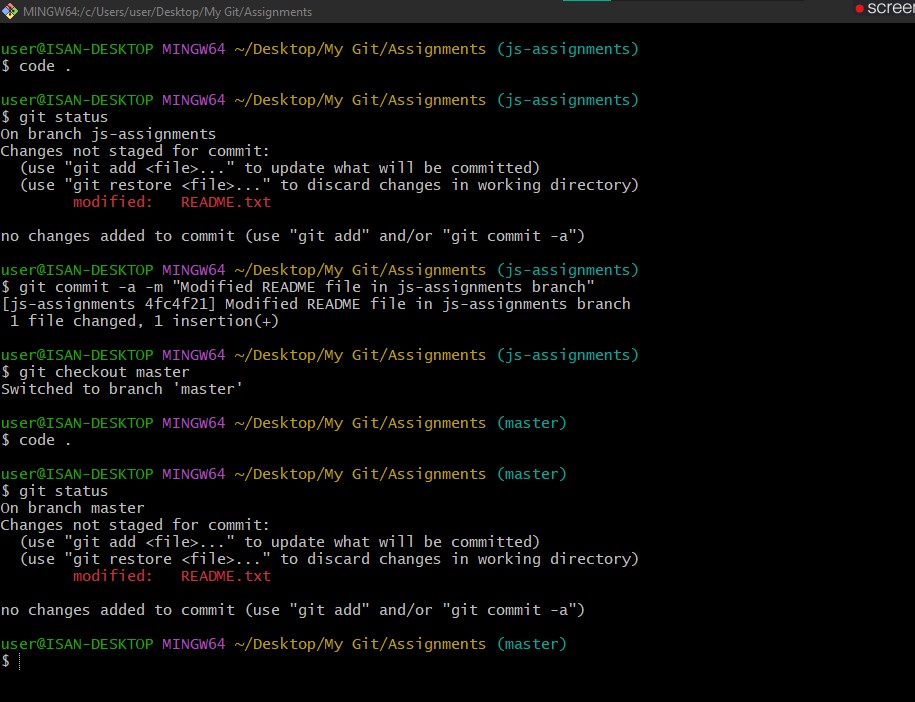 MINGW64:/c/Users/user/Desktop/My Git/Assignments
user@ISAN-DESKTOP MINGW64 ~/Desktop/My Git/Assignments (js-assignments)
$ code .
user@ISAN-DESKTOP MINGW64 ~/Desktop/My Git/Assignments (js-assignments)
$ git status
On branch js-assignments
Changes not staged for commit:
  (use "git add <file>..." to update what will be committed)
  (use "git restore <file>..." to discard changes in working directory)
        modified:   README.txt
no changes added to commit (use "git add" and/or "git commit -a")
user@ISAN-DESKTOP MINGW64 ~/Desktop/My Git/Assignments (js-assignments)
$ git commit -a -m "Modified README file in js-assignments branch"
[js-assignments 4fc4f21] Modified README file in js-assignments branch
 1 file changed, 1 insertion(+)
user@ISAN-DESKTOP MINGW64 ~/Desktop/My Git/Assignments (js-assignments)
$ git checkout master
Switched to branch 'master'
user@ISAN-DESKTOP MINGW64 ~/Desktop/My Git/Assignments (master)
$ code .
user@ISAN-DESKTOP MINGW64 ~/Desktop/My Git/Assignments (master)
$ git status
On branch master
Changes not staged for commit:
  (use "git add <file>..." to update what will be committed)
  (use "git restore <file>..." to discard changes in working directory)
        modified:   README.txt
no changes added to commit (use "git add" and/or "git commit -a")
user@ISAN-DESKTOP MINGW64 ~/Desktop/My Git/Assignments (master)
$